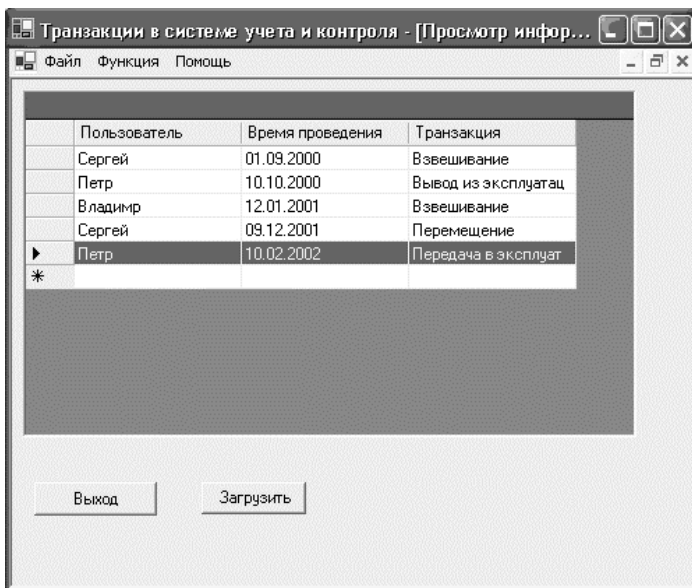 Транзакции в системе учета и контроля - [Просмотр инфор...
Файл Функция Помощь
Пользователь Время проведения Транзакция
Сергей 01.09.2000 Взвешивание
Петр 10.10.2000 Вывод из эксплуатац
Владимр 12.01.2001 Взвешивание
Сергей 09.12.2001 Перемещение
Петр 10.02.2002 Передача в эксплуат
Выход Загрузить